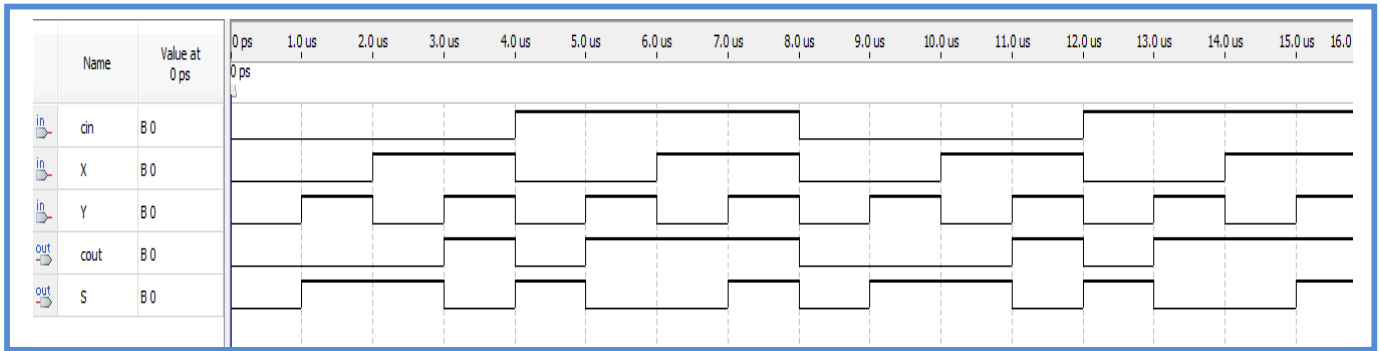 Name Value at 0 ps
0 ps 1.0 us 2.0 us 3.0 us 4.0 us 5.0 us 6.0 us 7.0 us 8.0 us 9.0 us 10.0 us 11.0 us 12.0 us 13.0 us 14.0 us 15.0 us 16.0
0 ps
in cin B 0
in X B 0
in Y B 0
out cout B 0
out S B 0